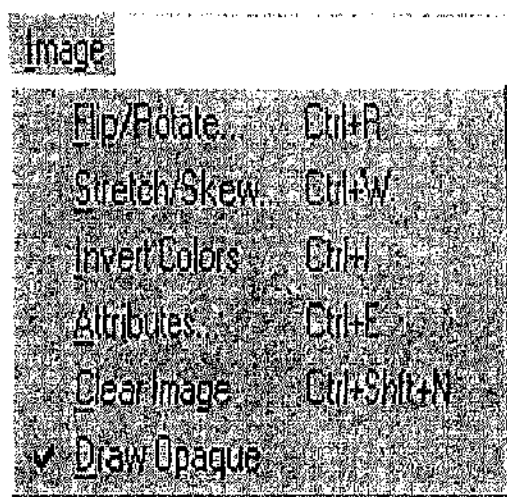 Image
Flip/Rotate... Ctrl+R
Stretch/Skew... Ctrl+W
Invert Colors Ctrl+I
Attributes... Ctrl+E
Clear Image Ctrl+Shft+N
Draw Opaque